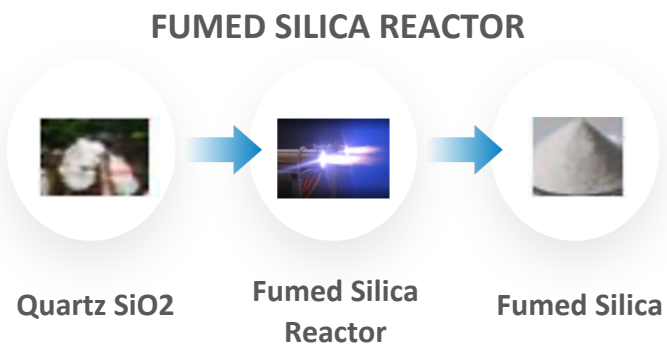 FUMED SILICA REACTOR
Quartz SiO2
Fumed Silica
Reactor
Fumed Silica